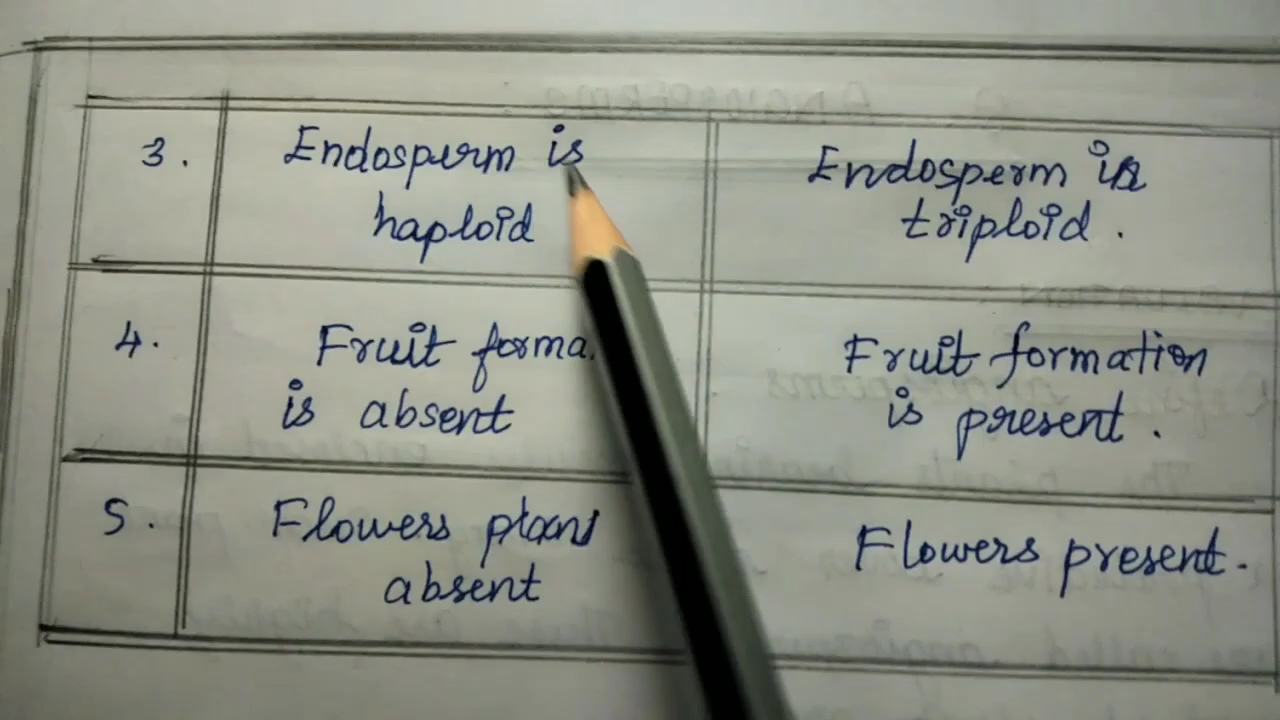 3.
Endosperm is
haploid
Endosperm is
triploid.
4.
Fruit forma
is absent
Fruit formation
is present.
5.
Flowers
absent
Flowers present.